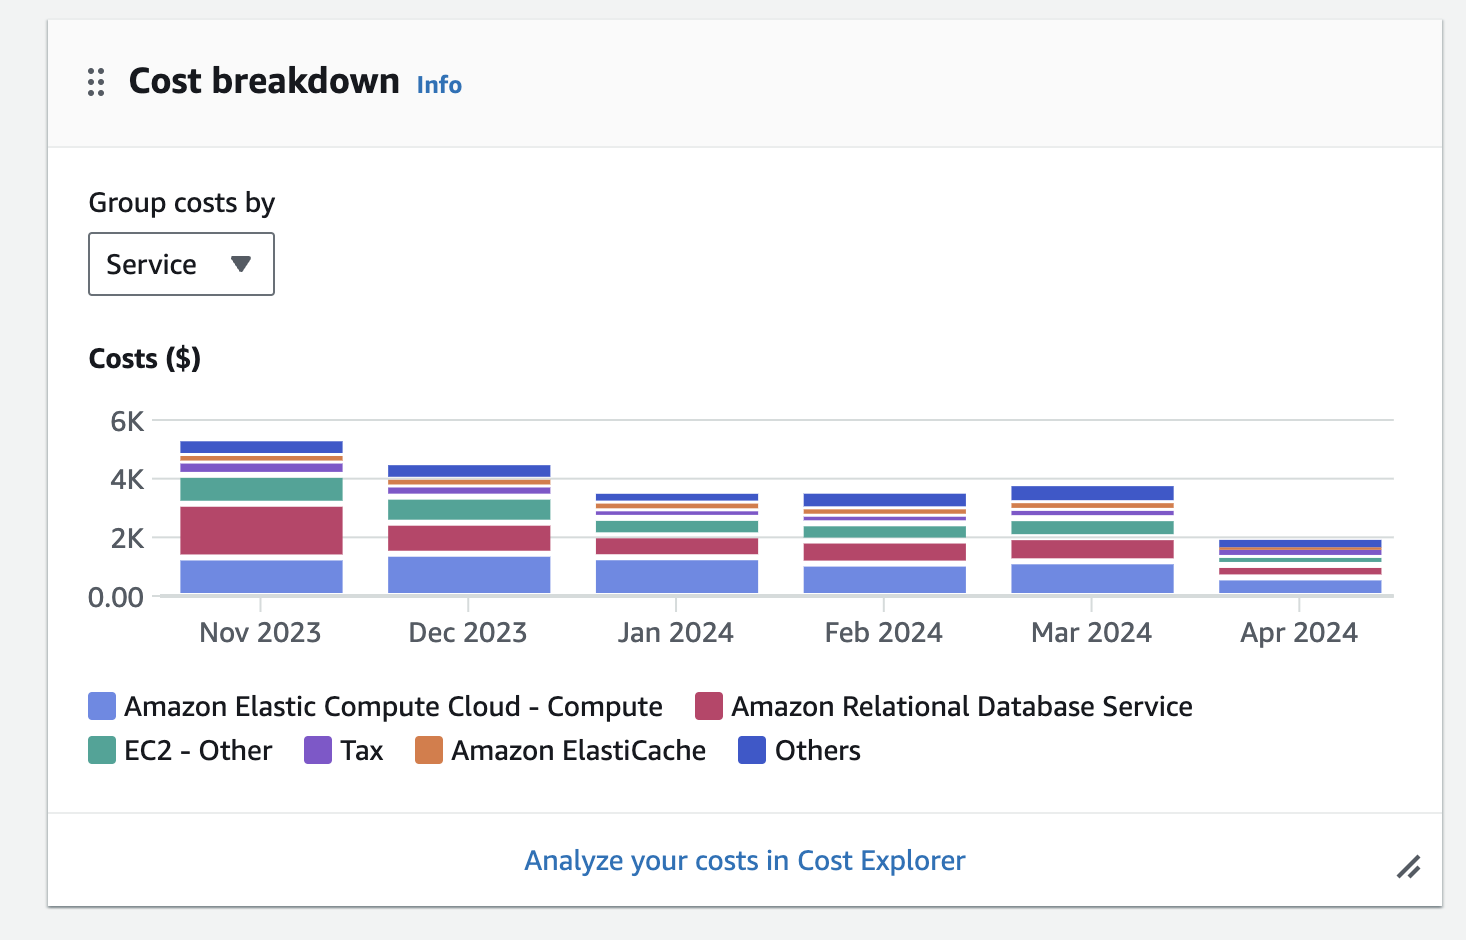 Cost breakdown Info
Group costs by
Service
Costs ($)
6K
4K
2K
0.00
Nov 2023 Dec 2023 Jan 2024 Feb 2024 Mar 2024 Apr 2024
Amazon Elastic Compute Cloud - Compute Amazon Relational Database Service
EC2 - Other Tax Amazon ElastiCache Others
Analyze your costs in Cost Explorer